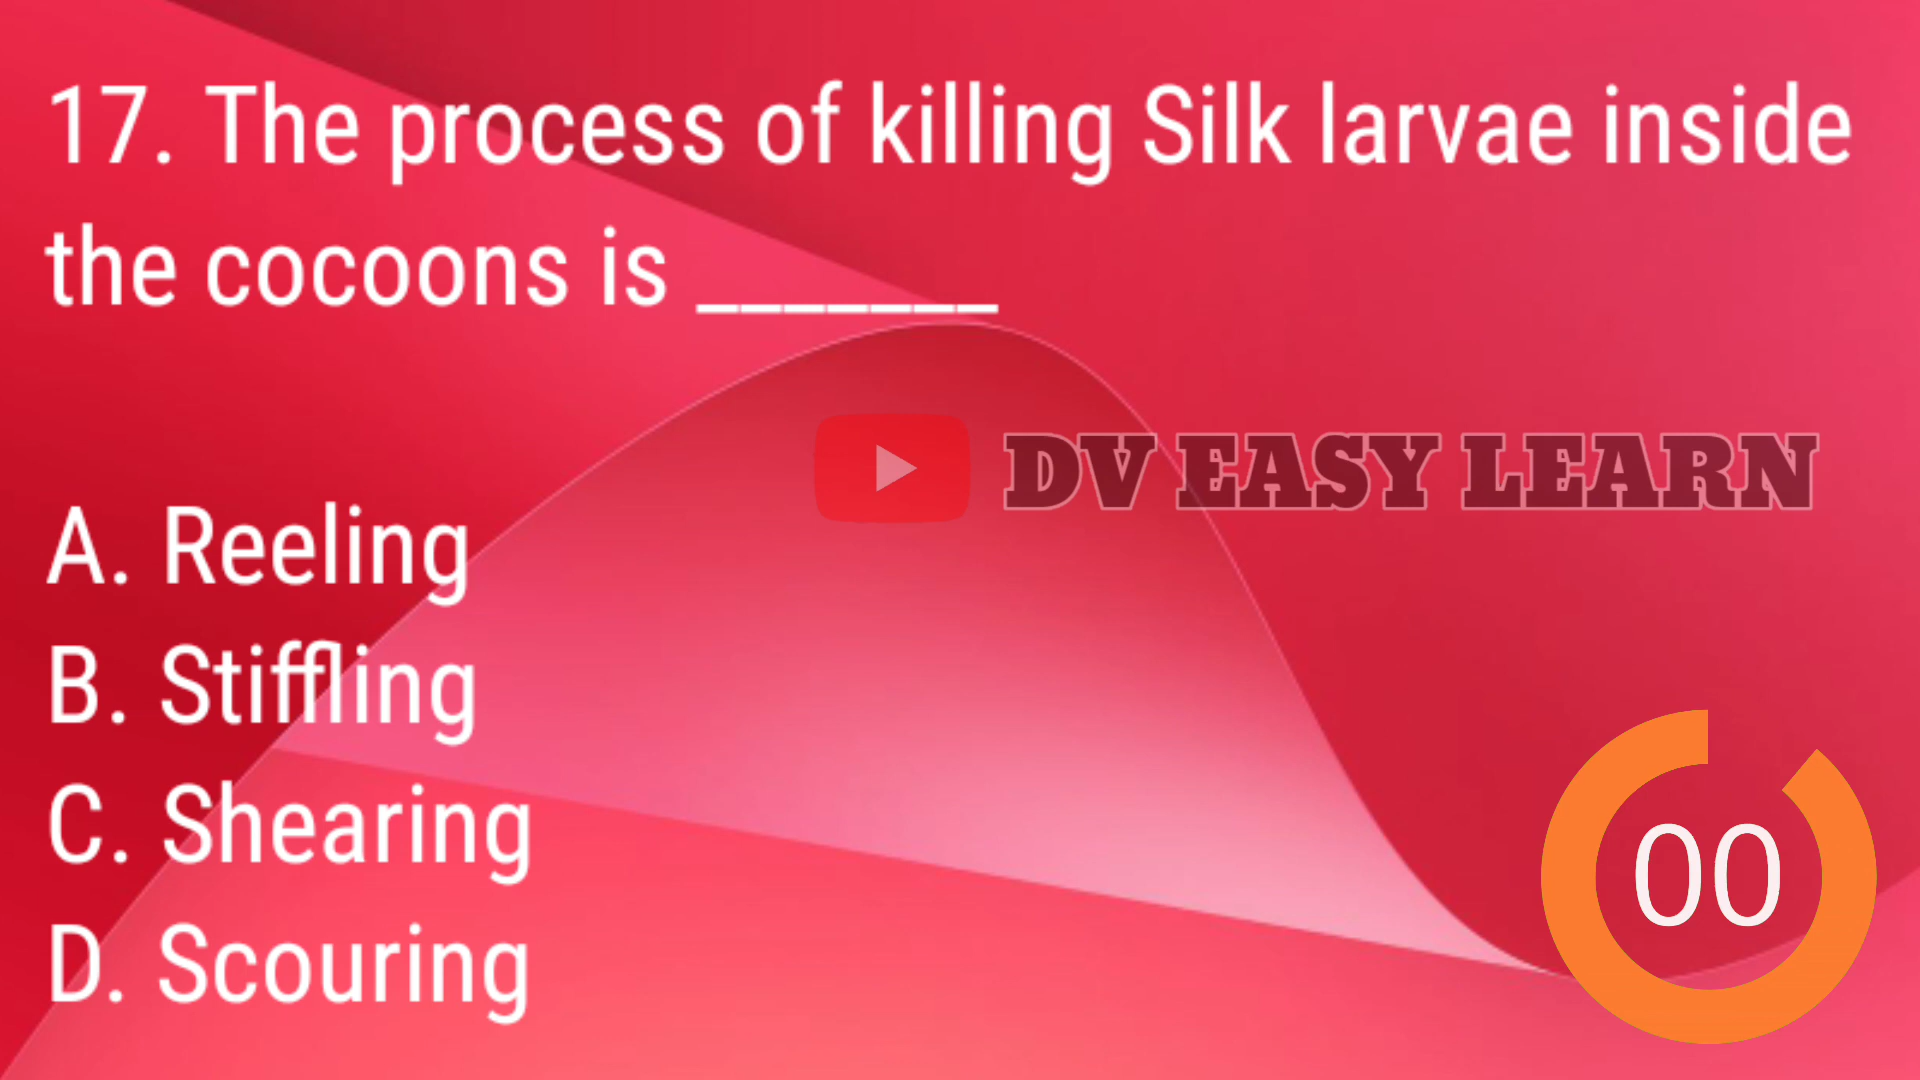 17. The process of killing Silk larvae inside
the cocoons is _______
DV EASY LEARN
A. Reeling
B. Stiffling
C. Shearing
D. Scouring
00